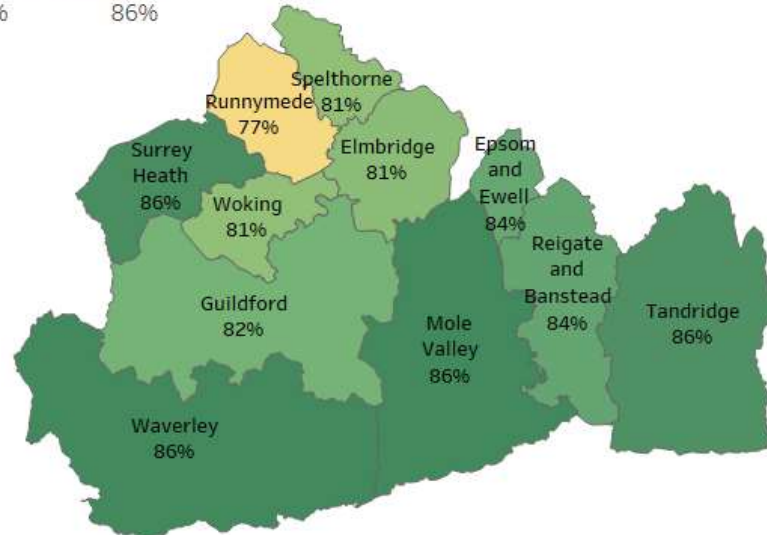 %
86%
Spelthorne
81%
Runnymede
77%
Elmbridge
81%
Epsom
and
Ewell
84%
Surrey
Heath
86%
Woking
81%
Reigate
and
Banstead
84%
Guildford
82%
Mole
Valley
86%
Tandridge
86%
Waverley
86%